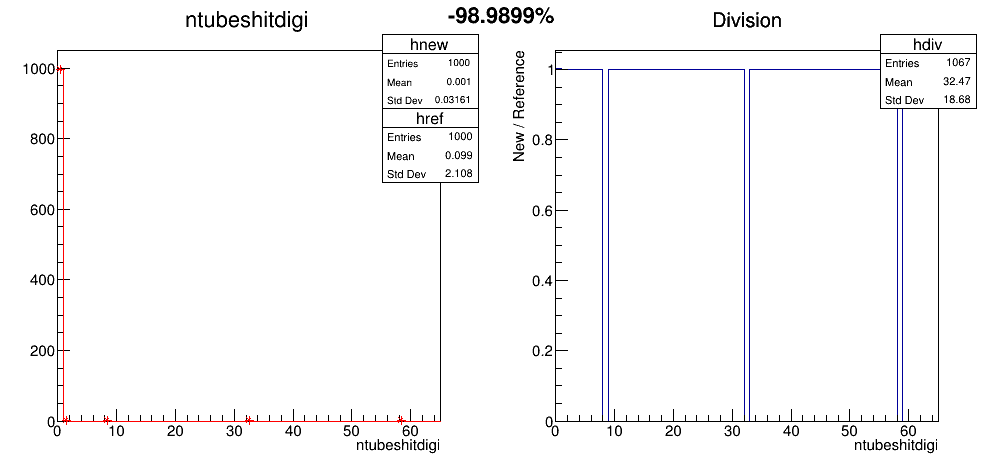 -98.9899%
ntubeshitdigi
hnew
Entries 1000
Mean 0.001
Std Dev 0.03161
href
Entries 1000
Mean 0.099
Std Dev 2.108
1000
800
600
400
200
0
0 10 20 30 40 50 60
ntubeshitdigi
Division
hdiv
Entries 1067
Mean 32.47
Std Dev 18.68
New / Reference
1
0.8
0.6
0.4
0.2
0
0 10 20 30 40 50 60
ntubeshitdigi